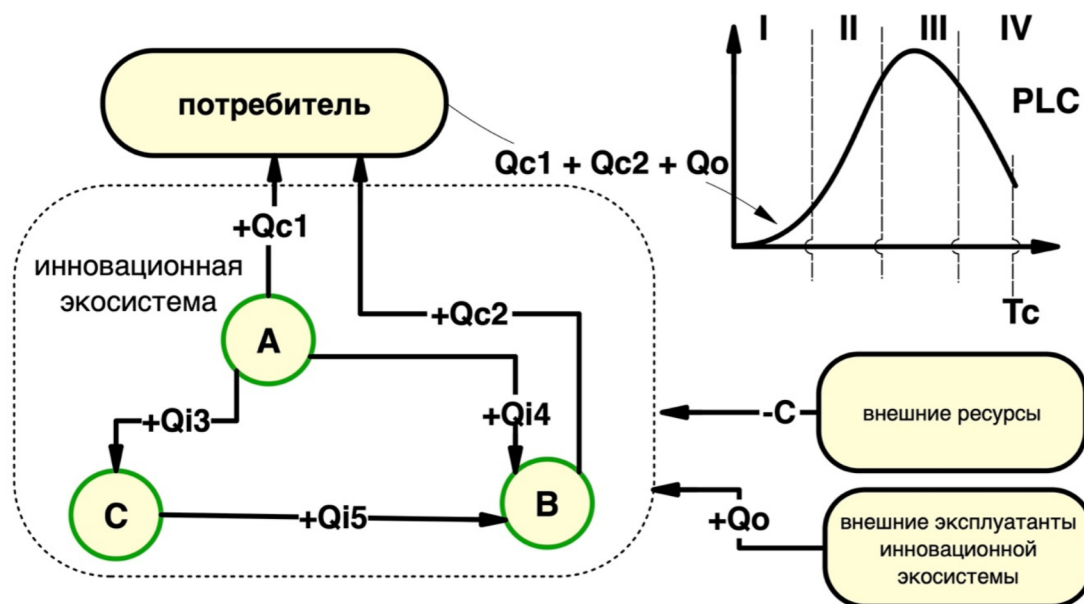 потребитель
I
II
III
IV
PLC
Qc1 + Qc2 + Qo
Tc
+Qc1
инновационная
экосистема
A
+Qc2
+Qi3
+Qi4
C
+Qi5
B
-C
внешние ресурсы
+Qo
внешние эксплуатанты
инновационной
экосистемы